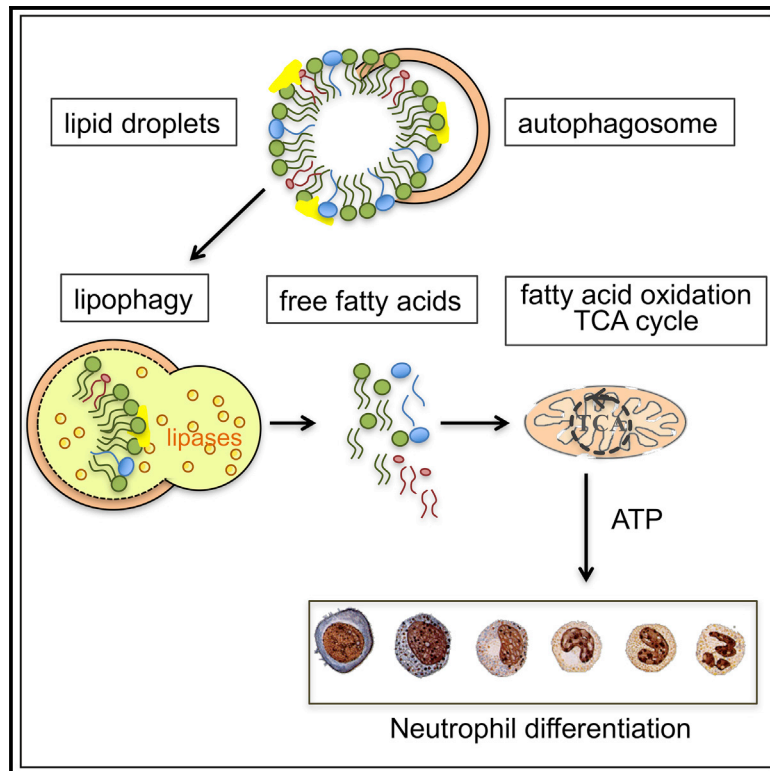 lipid droplets
autophagosome
lipophagy
free fatty acids
fatty acid oxidation
TCA cycle
lipases
TCA
ATP
Neutrophil differentiation